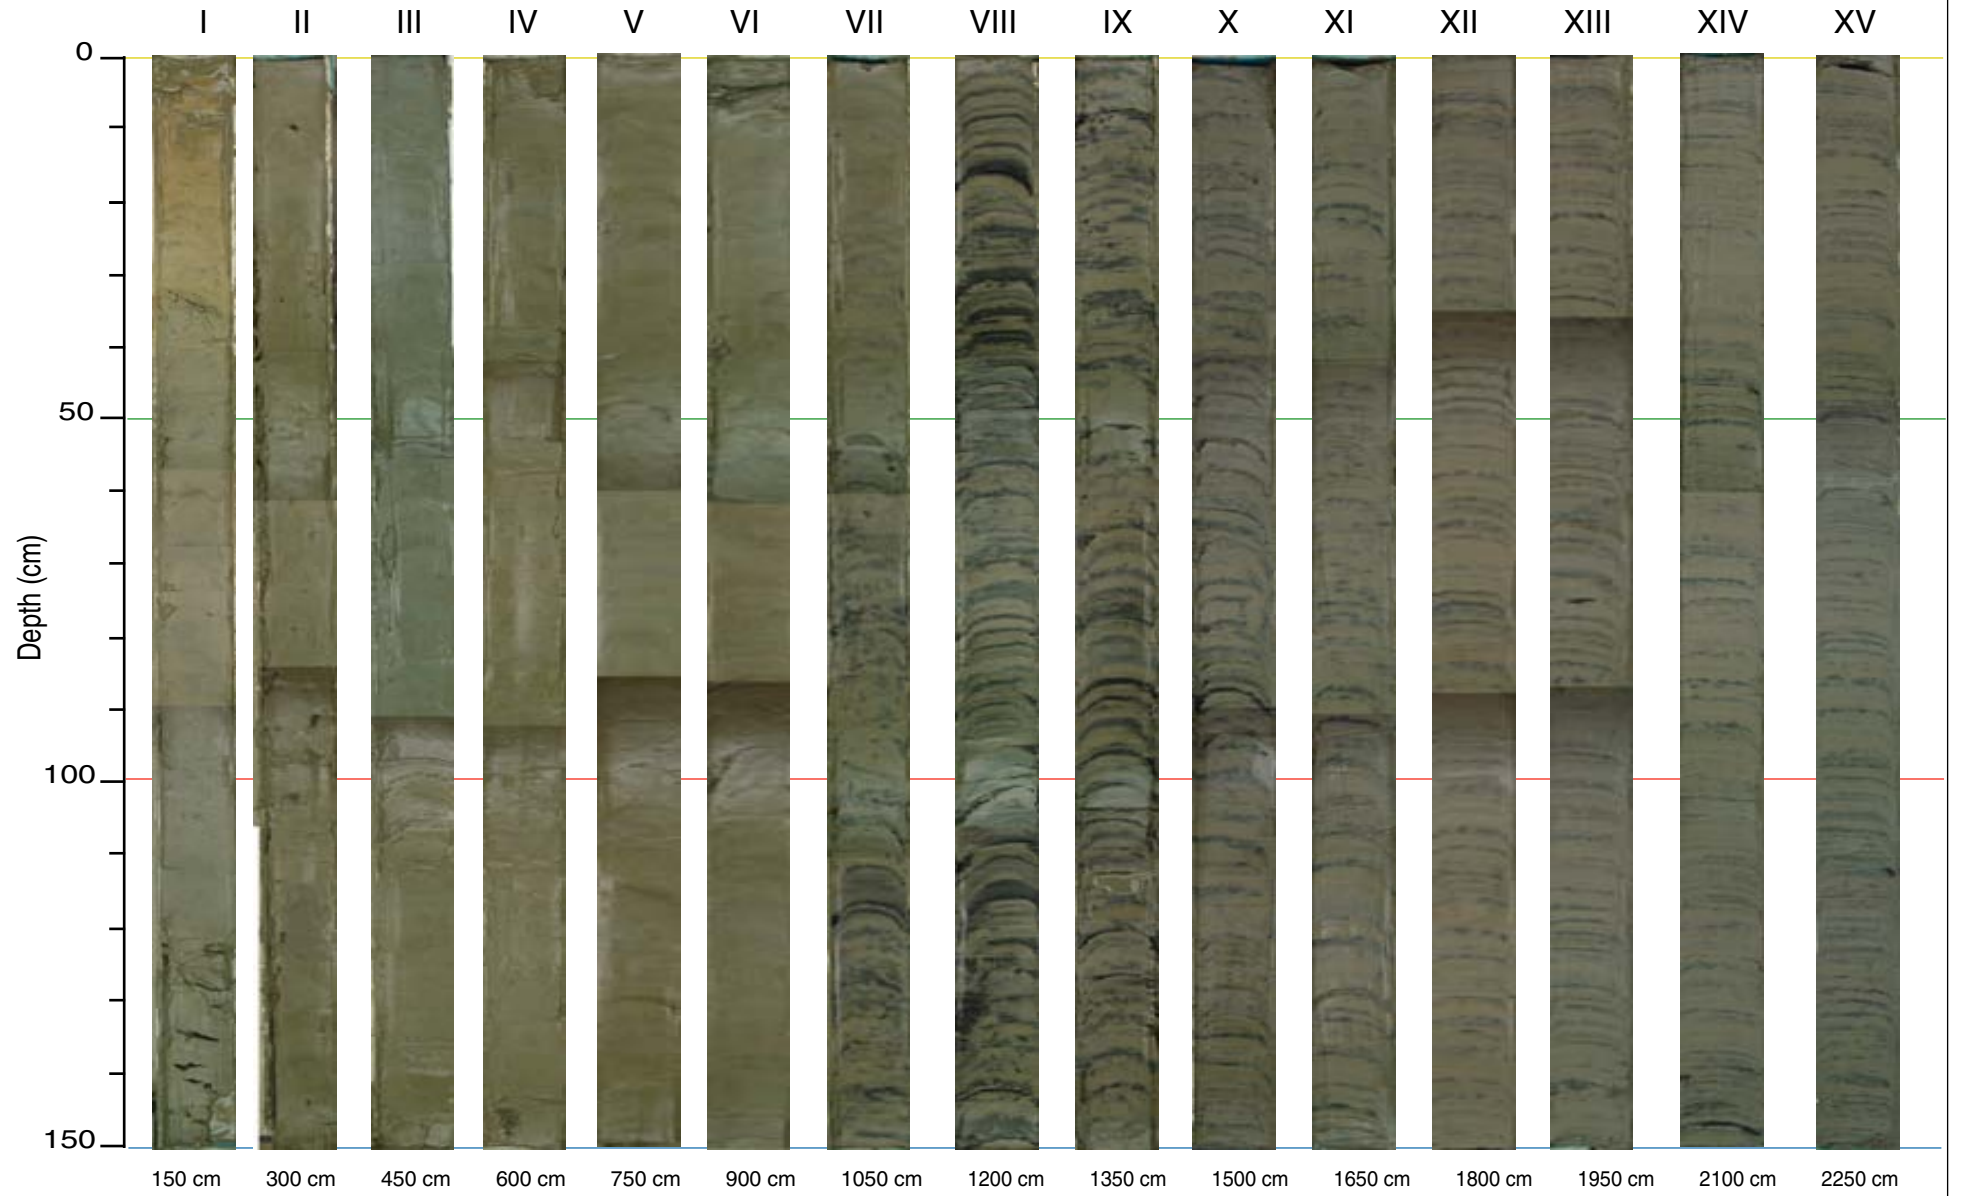 I II III IV V VI VII VIII IX X XI XII XIII XIV XV
0
50
100
150
Depth (cm)
150 cm 300 cm 450 cm 600 cm 750 cm 900 cm 1050 cm 1200 cm 1350 cm 1500 cm 1650 cm 1800 cm 1950 cm 2100 cm 2250 cm